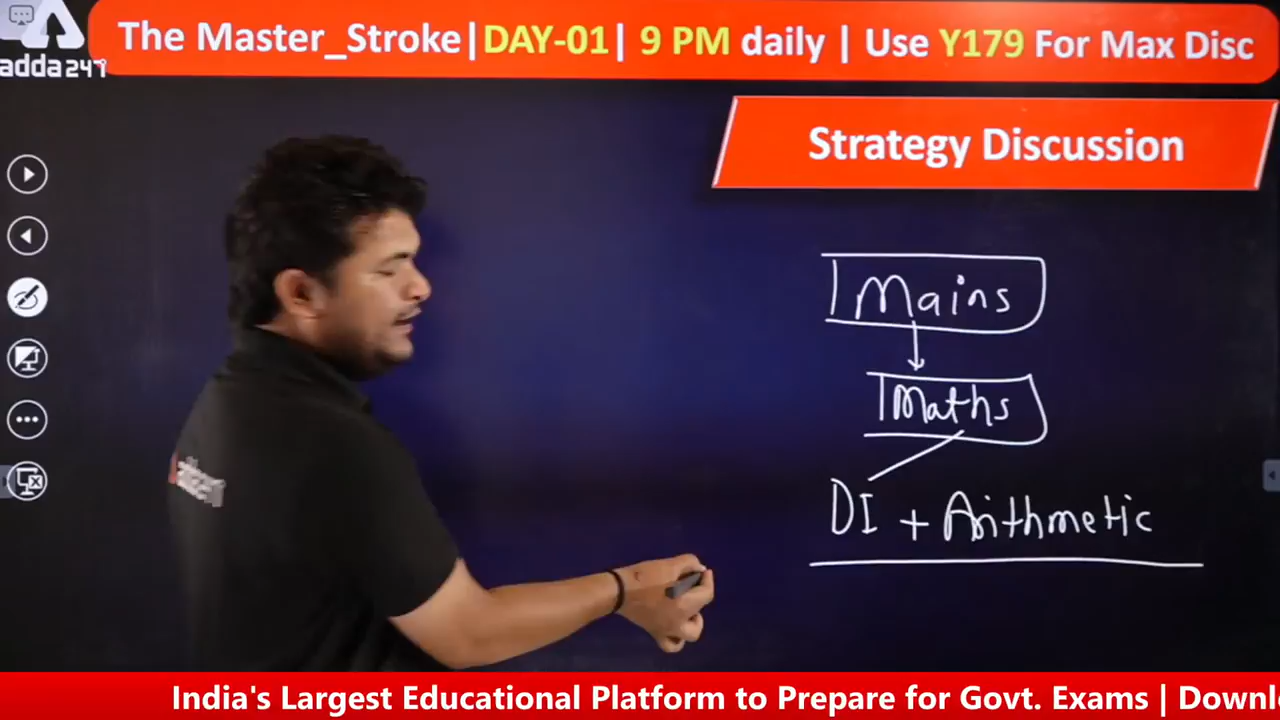 The Master_Stroke|DAY-01| 9 PM daily | Use Y179 For Max Disc
adda247
Strategy Discussion
Mains
Maths
DI + Arithmetic
India's Largest Educational Platform to Prepare for Govt. Exams | Downl